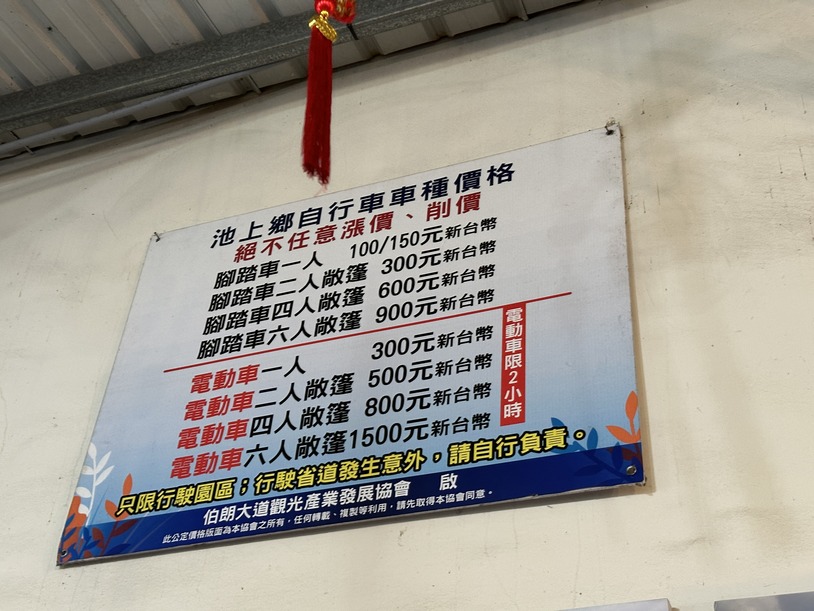 池上鄉自行車車種價格
絕不任意漲價、削價
腳踏車一人 100/150元新台幣
腳踏車二人敞篷 300元新台幣
腳踏車四人敞篷 600元新台幣
腳踏車六人敞篷 900元新台幣
電動車一人 300元新台幣
電動車二人敞篷 500元新台幣
電動車四人敞篷 800元新台幣
電動車六人敞篷1500元新台幣
電動車限2小時
只限行駛園區；行駛省道發生意外，請自行負責。
伯朗大道觀光產業發展協會 啟
此公定價格版面為本協會之所有，任何轉載、複製等利用，請先取得本協會同意。